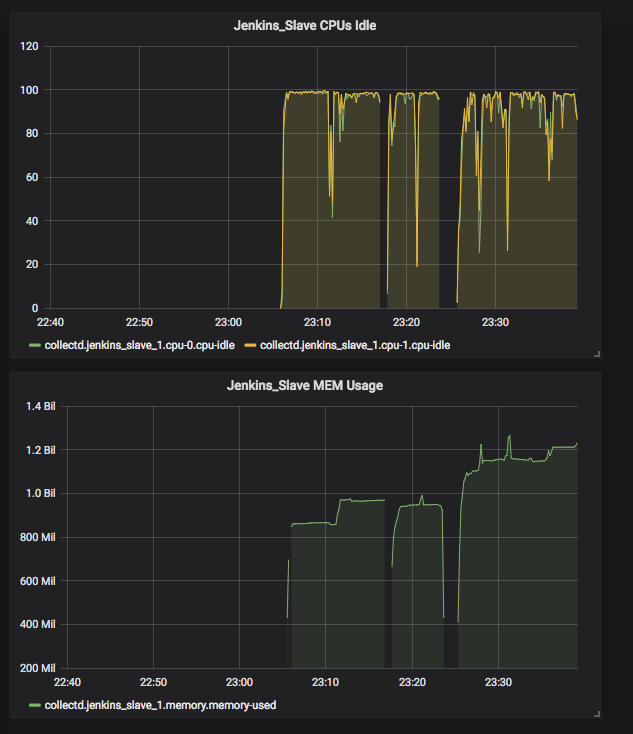 Jenkins_Slave CPUs Idle
120
100
80
60
40
20
0
22:40 22:50 23:00 23:10 23:20 23:30
collectd.jenkins_slave_1.cpu-0.cpu-idle collectd.jenkins_slave_1.cpu-1.cpu-idle
Jenkins_Slave MEM Usage
1.4 Bil
1.2 Bil
1.0 Bil
800 Mil
600 Mil
400 Mil
200 Mil
22:40 22:50 23:00 23:10 23:20 23:30
collectd.jenkins_slave_1.memory.memory-used